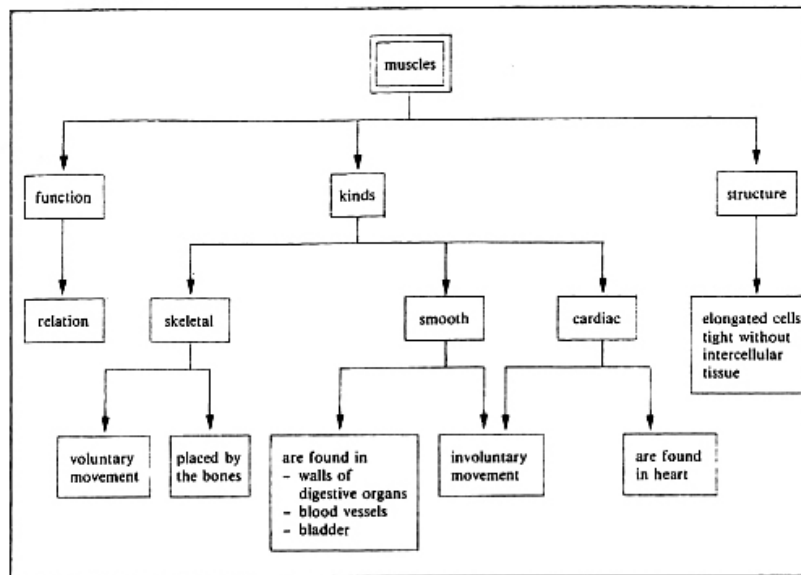 muscles
function
kinds
structure
relation
skeletal
smooth
cardiac
elongated cells
tight without
intercellular
tissue
voluntary
movement
placed by
the bones
are found in
- walls of
digestive organs
- blood vessels
- bladder
involuntary
movement
are found
in heart